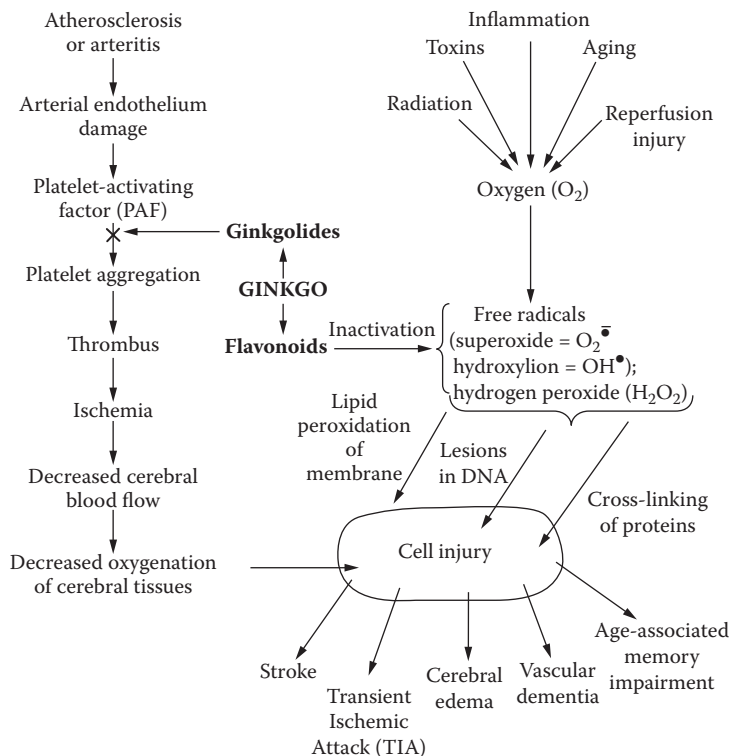 Atherosclerosis
or arteritis
Arterial endothelium
damage
Platelet-activating
factor (PAF)
Platelet aggregation
Thrombus
Ischemia
Decreased cerebral
blood flow
Decreased oxygenation
of cerebral tissues
Ginkgolides
GINKGO
Flavonoids
Inactivation
Inflammation
Toxins
Aging
Radiation
Reperfusion
injury
Oxygen (O₂)
Free radicals
(superoxide = O₂•̅
hydroxylion = OH•);
hydrogen peroxide (H₂O₂)
Lipid
peroxidation of
membrane
Lesions
in DNA
Cross-linking
of proteins
Cell injury
Stroke
Transient
Ischemic
Attack (TIA)
Cerebral
edema
Vascular
dementia
Age-associated
memory
impairment